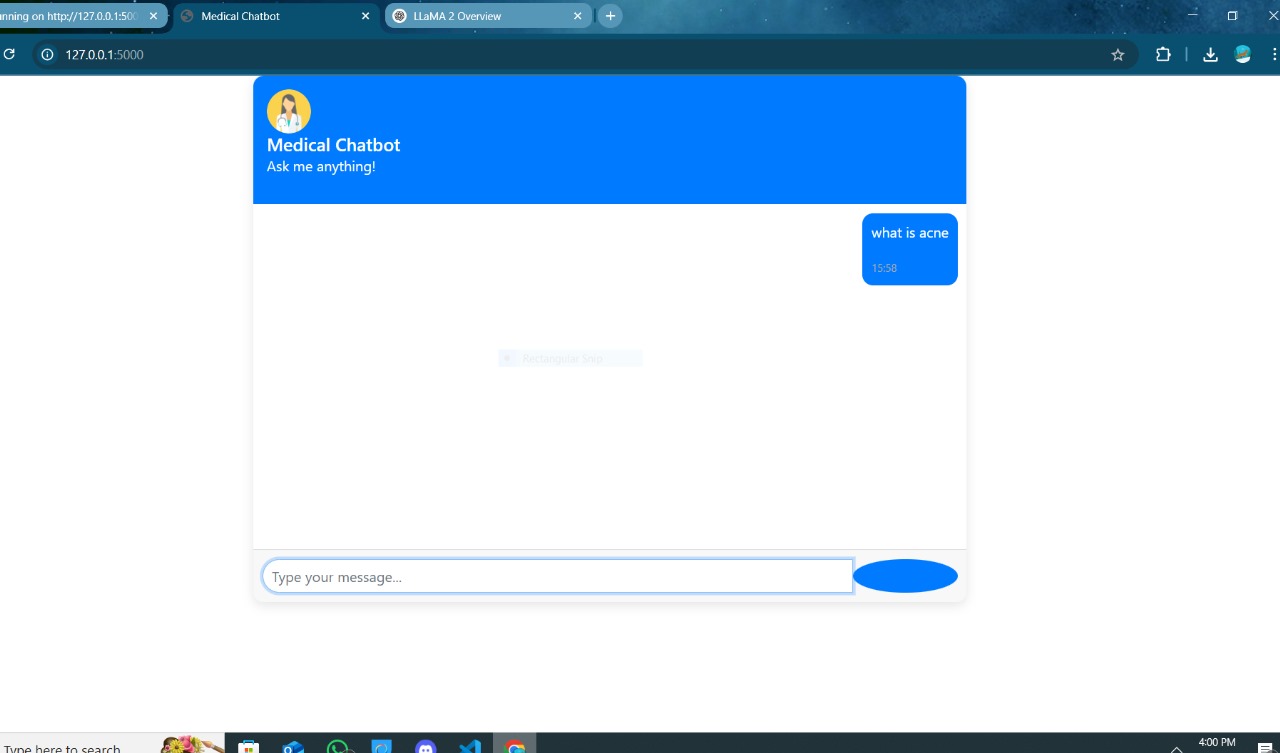 nning on http://127.0.0.1:500
Medical Chatbot
LLaMA 2 Overview
127.0.0.1:5000
Medical Chatbot
Ask me anything!
what is acne
15:58
Rectangular Snip
Type your message...
Type here to search
4:00 PM